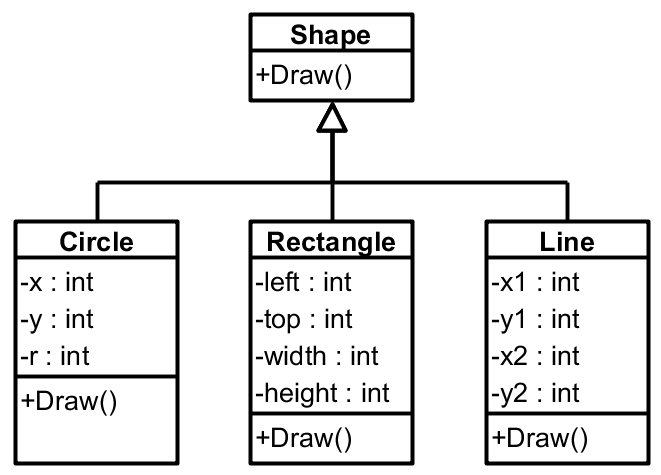 Shape
+Draw()
Circle
-x : int
-y : int
-r : int
+Draw()
Rectangle
-left : int
-top : int
-width : int
-height : int
+Draw()
Line
-x1 : int
-y1 : int
-x2 : int
-y2 : int
+Draw()